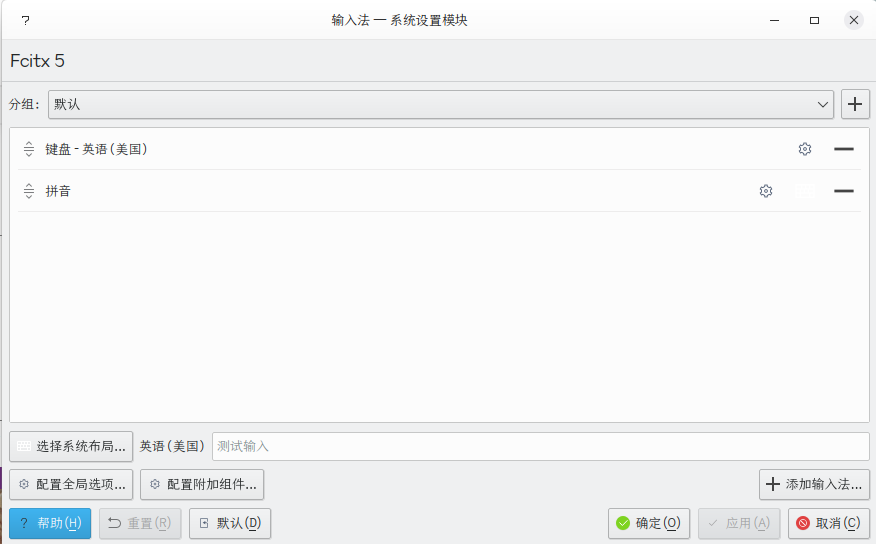 输入法 — 系统设置模块
Fcitx 5
分组: 默认
键盘 - 英语 (美国)
拼音
选择系统布局... 英语 (美国) 测试输入
配置全局选项... 配置附加组件... 添加输入法...
? 帮助(H) 重置(R) 默认(D) 确定(O) 应用(A) 取消(C)